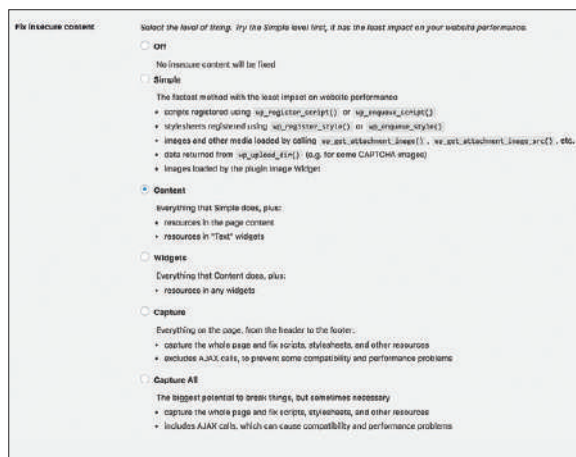 Fix insecure content
Select the level of fixing. Try the Simple level first, it has the least impact on your website performance.
Off
No insecure content will be fixed
Simple
The fastest method with the least impact on website performance
• scripts registered using wp_register_script() or wp_enqueue_script()
• stylesheets registered using wp_register_style() or wp_enqueue_style()
• images and other media loaded by calling wp_get_attachment_image() , wp_get_attachment_image_src() , etc.
• data returned from wp_upload_dir() (e.g. for some CAPTCHA images)
• images loaded by the plugin Image Widget
Content
Everything that Simple does, plus:
• resources in the page content
• resources in "Text" widgets
Widgets
Everything that Content does, plus:
• resources in any widgets
Capture
Everything on the page, from the header to the footer:
• capture the whole page and fix scripts, stylesheets, and other resources
• excludes AJAX calls, to prevent some compatibility and performance problems
Capture All
The biggest potential to break things, but sometimes necessary
• capture the whole page and fix scripts, stylesheets, and other resources
• includes AJAX calls, which can cause compatibility and performance problems